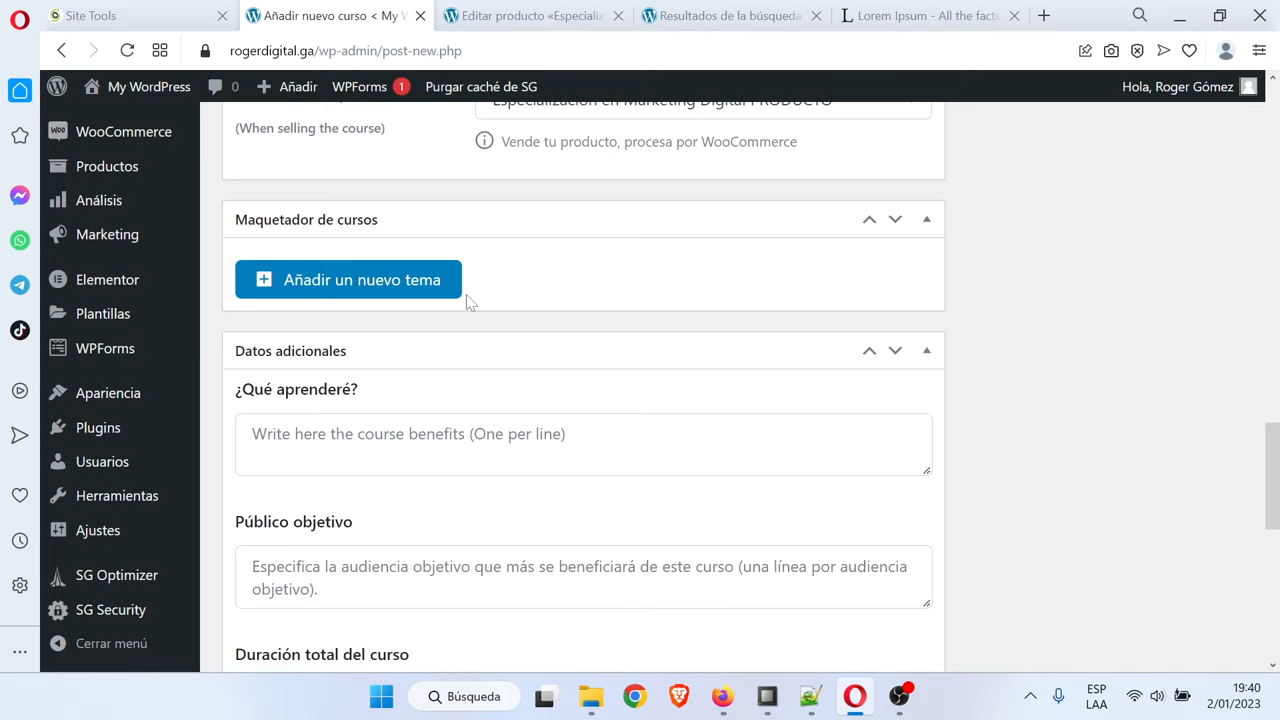 Site Tools
Añadir nuevo curso < My W
Editar producto «Especializ
Resultados de la búsqueda
Lorem Ipsum - All the facts
rogerdigital.ga/wp-admin/post-new.php
My WordPress
0
Añadir
WPForms
1
Purgar caché de SG
Hola, Roger Gómez
WooCommerce
Productos
Análisis
Marketing
Elementor
Plantillas
WPForms
Apariencia
Plugins
Usuarios
Herramientas
Ajustes
SG Optimizer
SG Security
Cerrar menú
Especialización en Marketing Digital PRODUCTO
(When selling the course)
Vende tu producto, procesa por WooCommerce
Maquetador de cursos
Añadir un nuevo tema
Datos adicionales
¿Qué aprenderé?
Write here the course benefits (One per line)
Público objetivo
Especifica la audiencia objetivo que más se beneficiará de este curso (una línea por audiencia
objetivo).
Duración total del curso
Búsqueda
ESP
LAA
19:40
2/01/2023